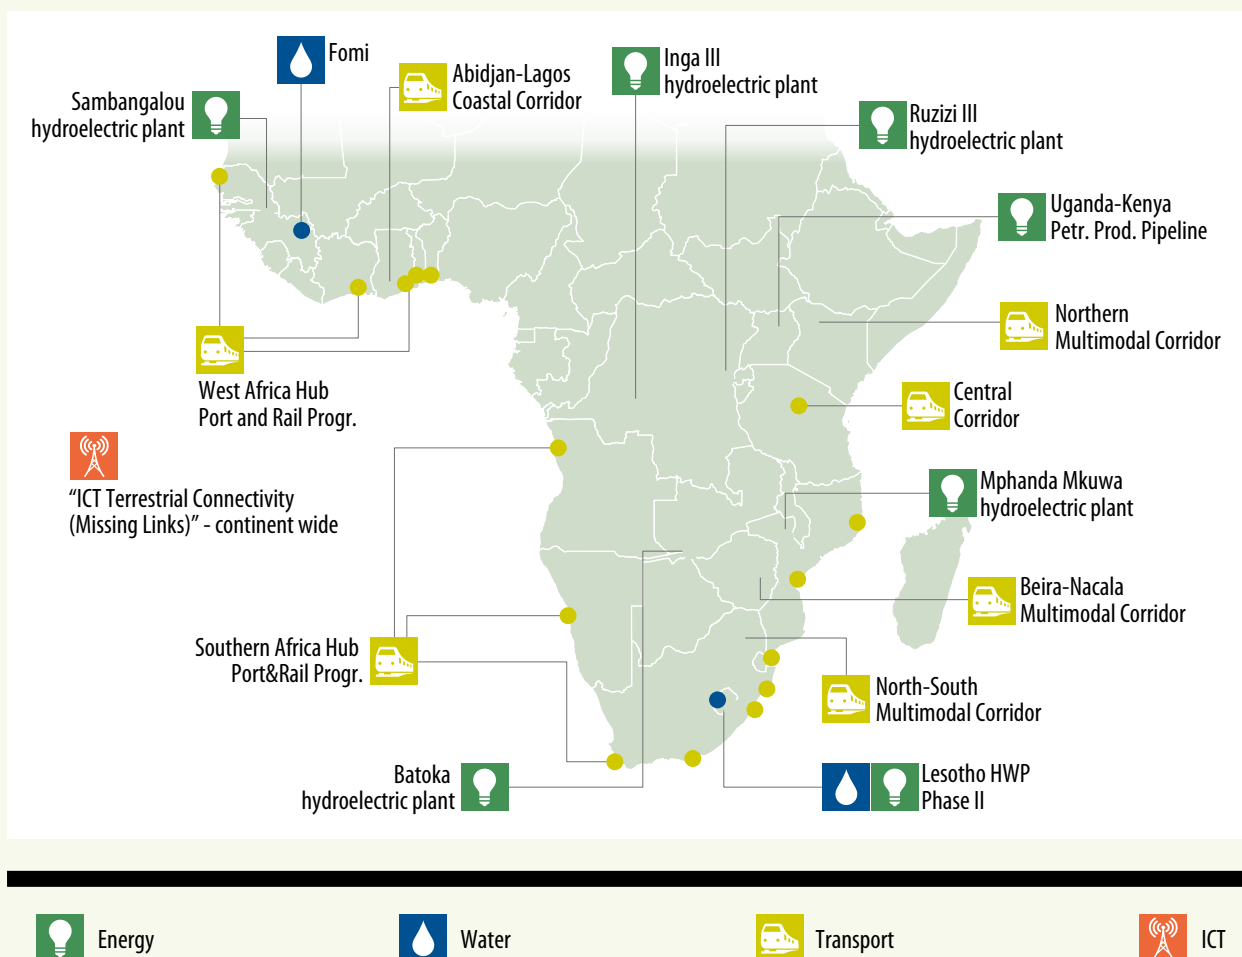 Fomi
Inga III
hydroelectric plant
Abidjan-Lagos
Coastal Corridor
Sambangalou
hydroelectric plant
Ruzizi III
hydroelectric plant
Uganda-Kenya
Petr. Prod. Pipeline
Northern
Multimodal Corridor
West Africa Hub
Port and Rail Progr.
Central
Corridor
"ICT Terrestrial Connectivity
(Missing Links)" - continent wide
Mphanda Mkuwa
hydroelectric plant
Beira-Nacala
Multimodal Corridor
Southern Africa Hub
Port&Rail Progr.
North-South
Multimodal Corridor
Batoka
hydroelectric plant
Lesotho HWP
Phase II
Energy
Water
Transport
ICT